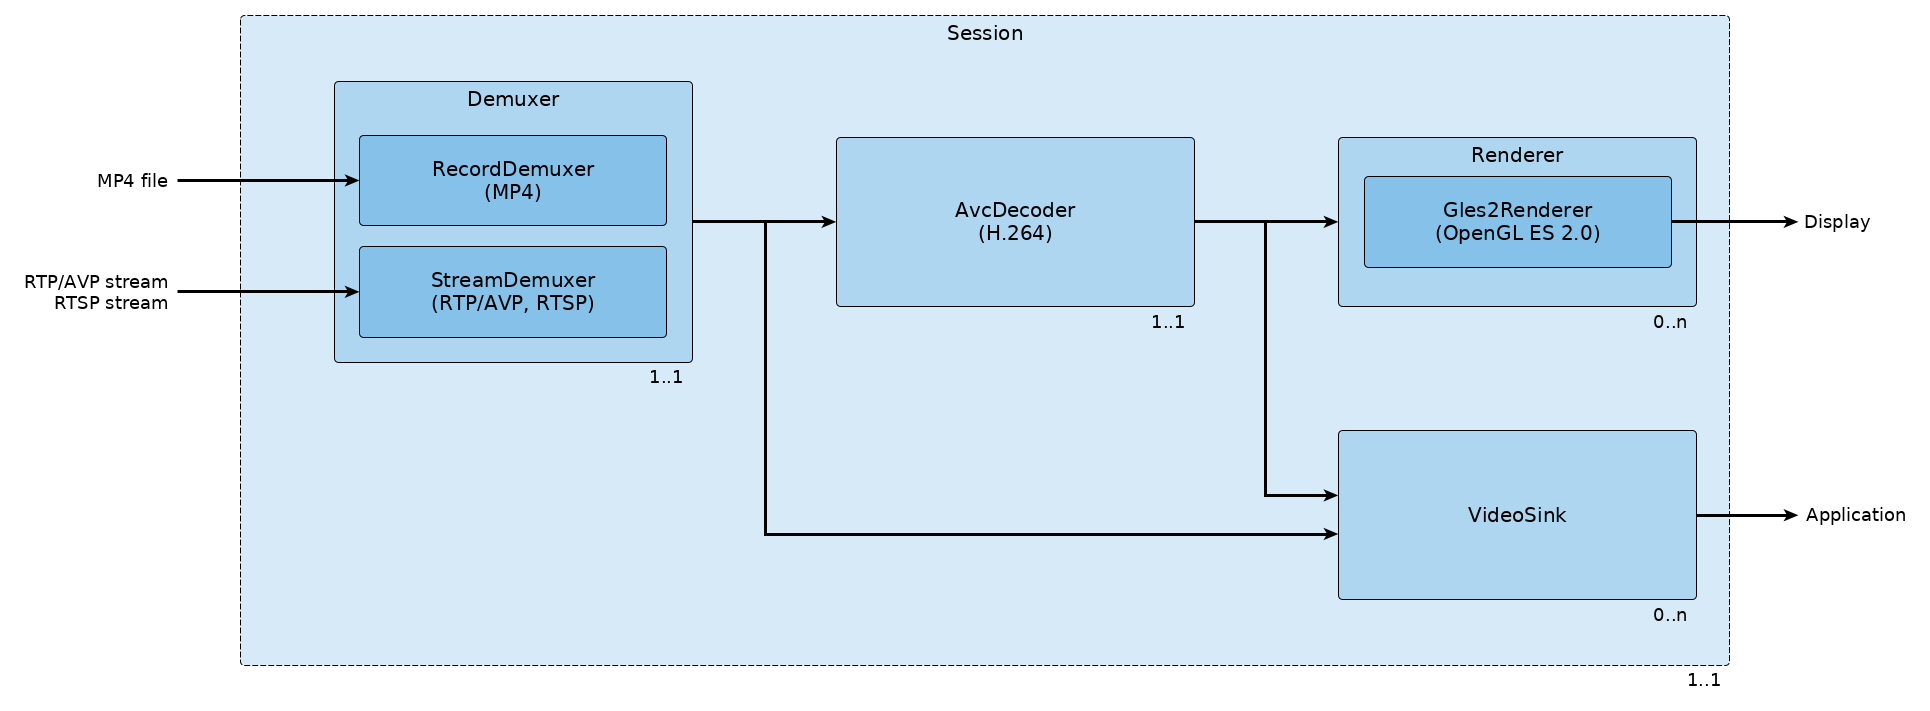 Session
Demuxer
RecordDemuxer
(MP4)
MP4 file
StreamDemuxer
(RTP/AVP, RTSP)
RTP/AVP stream
RTSP stream
1..1
AvcDecoder
(H.264)
1..1
Renderer
Gles2Renderer
(OpenGL ES 2.0)
Display
0..n
VideoSink
Application
0..n
1..1